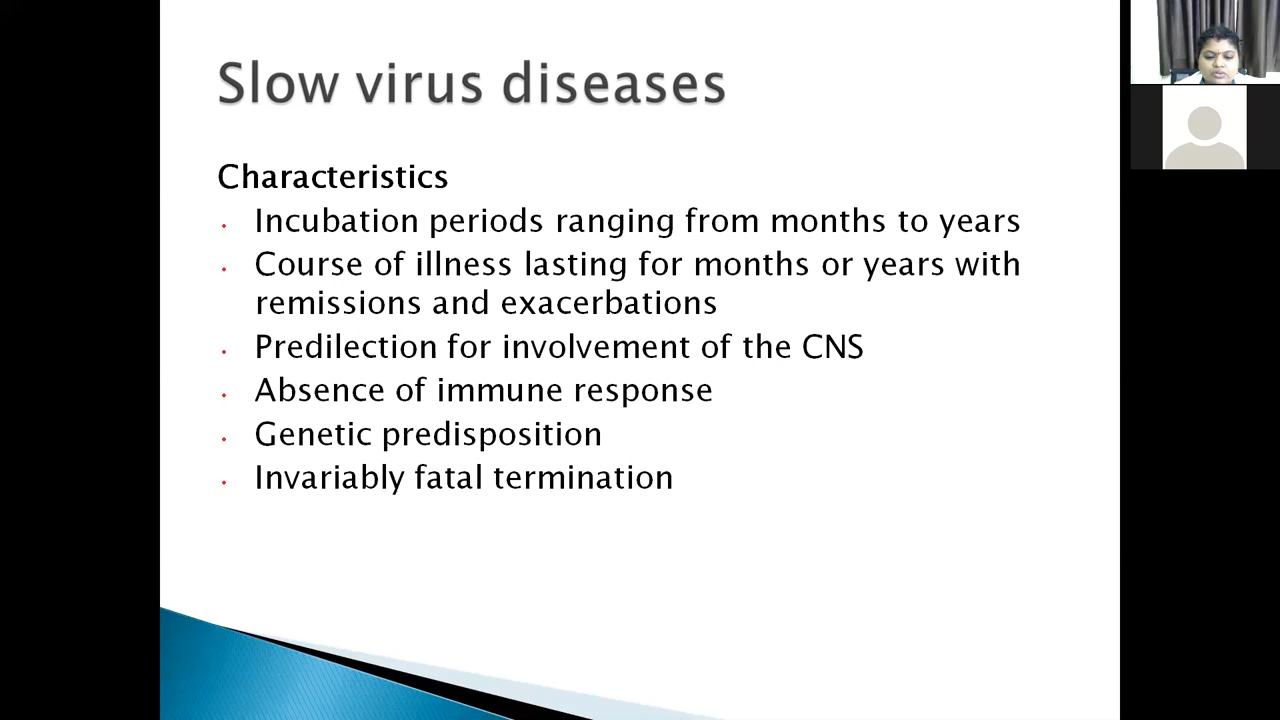 Slow virus diseases
Characteristics
• Incubation periods ranging from months to years
• Course of illness lasting for months or years with
remissions and exacerbations
• Predilection for involvement of the CNS
• Absence of immune response
• Genetic predisposition
• Invariably fatal termination